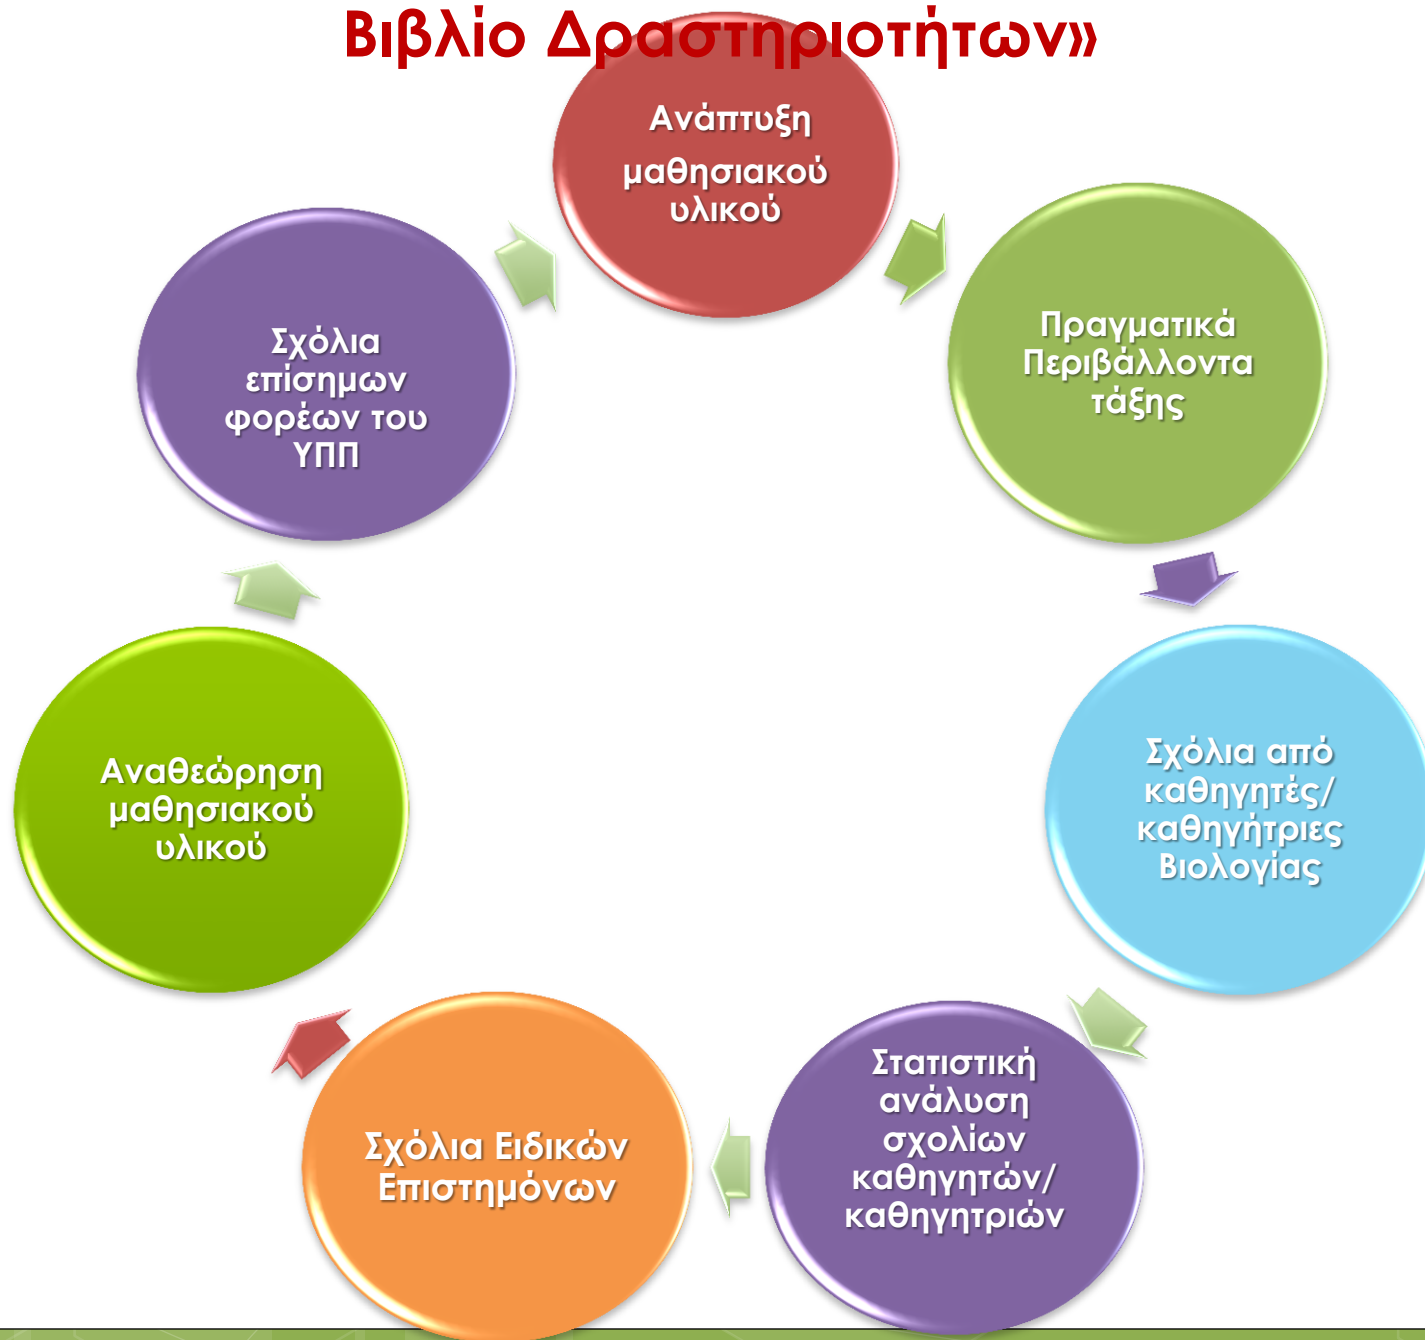 Βιβλίο Δραστηριοτήτων»
Ανάπτυξη
μαθησιακού
υλικού
Πραγματικά
Περιβάλλοντα
τάξης
Σχόλια από
καθηγητές/
καθηγήτριες
Βιολογίας
Στατιστική
ανάλυση
σχολίων
καθηγητών/
καθηγητριών
Σχόλια Ειδικών
Επιστημόνων
Αναθεώρηση
μαθησιακού
υλικού
Σχόλια
επίσημων
φορέων του
ΥΠΠ